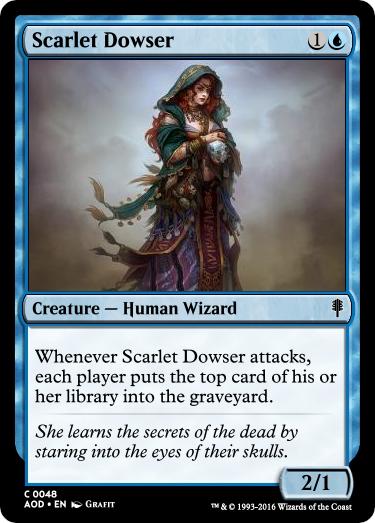 Scarlet Dowser 1
Creature — Human Wizard
Whenever Scarlet Dowser attacks,
each player puts the top card of his or
her library into the graveyard.
She learns the secrets of the dead by
staring into the eyes of their skulls.
2/1
C 0048
AOD • EN Grafit
™ & © 1993-2016 Wizards of the Coast